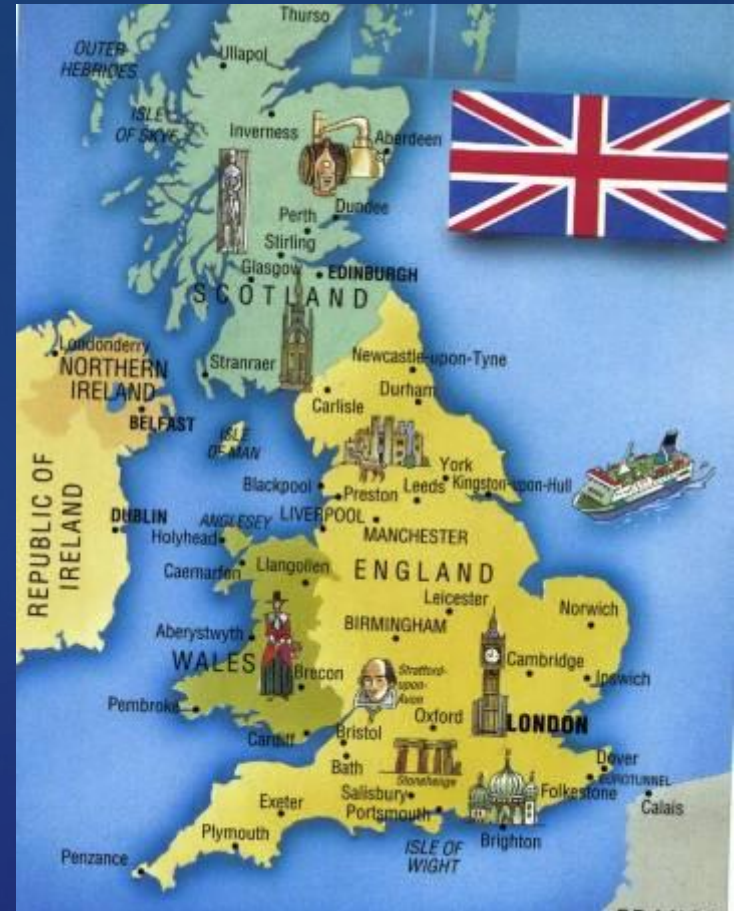 Thurso
OUTER
HEBRIDES
Ullapol
ISLE
OF SKYE
Inverness
Aberdeen
Perth
Dundee
Stirling
Glasgow
EDINBURGH
SCOTLAND
Londonderry
NORTHERN
IRELAND
Stranraer
Newcastle-upon-Tyne
Durham
Carlisle
BELFAST
ISLE
OF MAN
York
Blackpool
Preston
Leeds
Kingston-upon-Hull
REPUBLIC OF
IRELAND
DUBLIN
ANGLESEY
LIVERPOOL
Holyhead
MANCHESTER
Caernarfon
Llangollen
ENGLAND
Leicester
Norwich
Aberystwyth
BIRMINGHAM
WALES
Brecon
Stratford-
upon-
Avon
Cambridge
Ipswich
Pembroke
Oxford
LONDON
Cardiff
Bristol
Bath
Stonehenge
Dover
EUROTUNNEL
Folkestone
Calais
Exeter
Salisbury
Portsmouth
Plymouth
ISLE OF
WIGHT
Brighton
Penzance